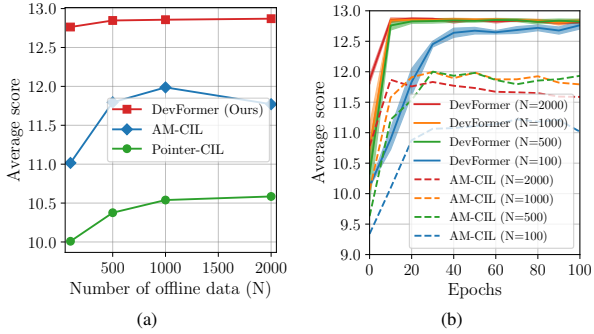 13.0
12.5
12.0
11.5
11.0
10.5
10.0
Average score
DevFormer (Ours)
AM-CIL
Pointer-CIL
500
1000
1500
2000
Number of offline data (N)
(a)
13.0
12.5
12.0
11.5
11.0
10.5
10.0
9.5
9.0
Average score
DevFormer (N=2000)
DevFormer (N=1000)
DevFormer (N=500)
DevFormer (N=100)
AM-CIL (N=2000)
AM-CIL (N=1000)
AM-CIL (N=500)
AM-CIL (N=100)
0
20
40
60
80
100
Epochs
(b)